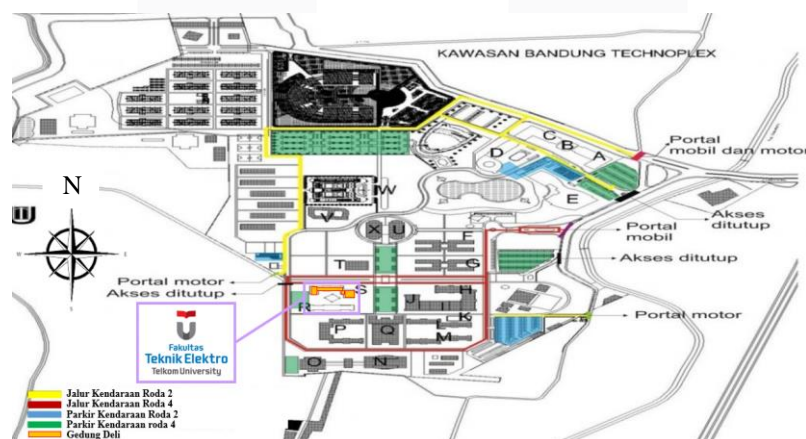 KAWASAN BANDUNG TECHNOPLEX
C
B
A
D
E
Portal
mobil dan motor
N
W
V
X
U
F
Akses
ditutup
Portal
mobil
T
G
Akses ditutup
Portal motor
Akses ditutup
S
R
J
H
K
L
M
P
Q
Portal motor
O
N
Fakultas
Teknik Elektro
Telkom University
Jalur Kendaraan Roda 2
Jalur Kendaraan Roda 4
Parkir Kendaraan Roda 2
Parkir Kendaraan roda 4
Gedung Deli